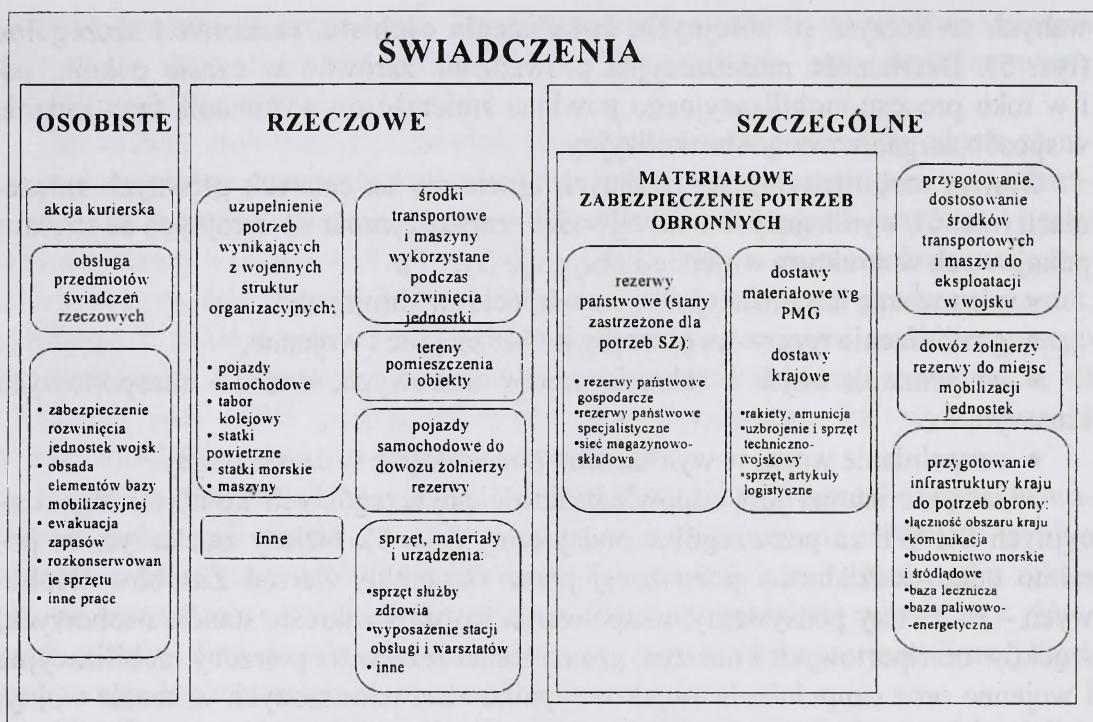 ŚWIADCZENIA
OSOBISTE
akcja kurierska
obsługa
przedmiotów
świadczeń
rzeczowych
• zabezpieczenie
rozwinięcia
jednostek wojsk
• obsada
elementów bazy
mobilizacyjnej
• ewakuacja
zapasów
• rozkonserwowan
ie sprzętu
• inne prace
RZECZOWE
uzupełnienie
potrzeb
wynikających
z wojennych
struktur
organizacyjnych:
• pojazdy
samochodowe
• tabor
kolejowy
• statki
powietrzne
• statki morskie
• maszyny
Inne
środki
transportowe
i maszyny
wykorzystane
podczas
rozwinięcia
jednostki
tereny
pomieszczenia
i obiekty
pojazdy
samochodowe do
dowozu żołnierzy
rezerwy
sprzęt, materiały
i urządzenia:
•sprzęt służby
zdrowia
•wyposażenie stacji
obsługi i warsztatów
• inne
SZCZEGÓLNE
MATERIAŁOWE
ZABEZPIECZENIE POTRZEB
OBRONNYCH
rezerwy
państwowe (stany
zastrzeżone dla
potrzeb SZ):
• rezerwy państwowe
gospodarcze
•rezerwy państwowe
specjalistyczne
•sieć magazynowo-
składowa
dostawy
materiałowe wg
PMG
dostawy
krajowe
•rakiety, amunicja
•uzbrojenie i sprzęt
techniczno-
wojskowy
•sprzęt, artykuły
logistyczne
przygotowanie,
dostosowanie
środków
transportowych
i maszyn do
eksploatacji
w wojsku
dowóz żołnierzy
rezerwy do miejsc
mobilizacji
jednostek
przygotowanie
infrastruktury kraju
do potrzeb obrony:
•łączność obszaru kraju
•komunikacja
•budownictwo morskie
i śródlądowe
•baza lecznicza
•baza paliwowo-
energetyczna